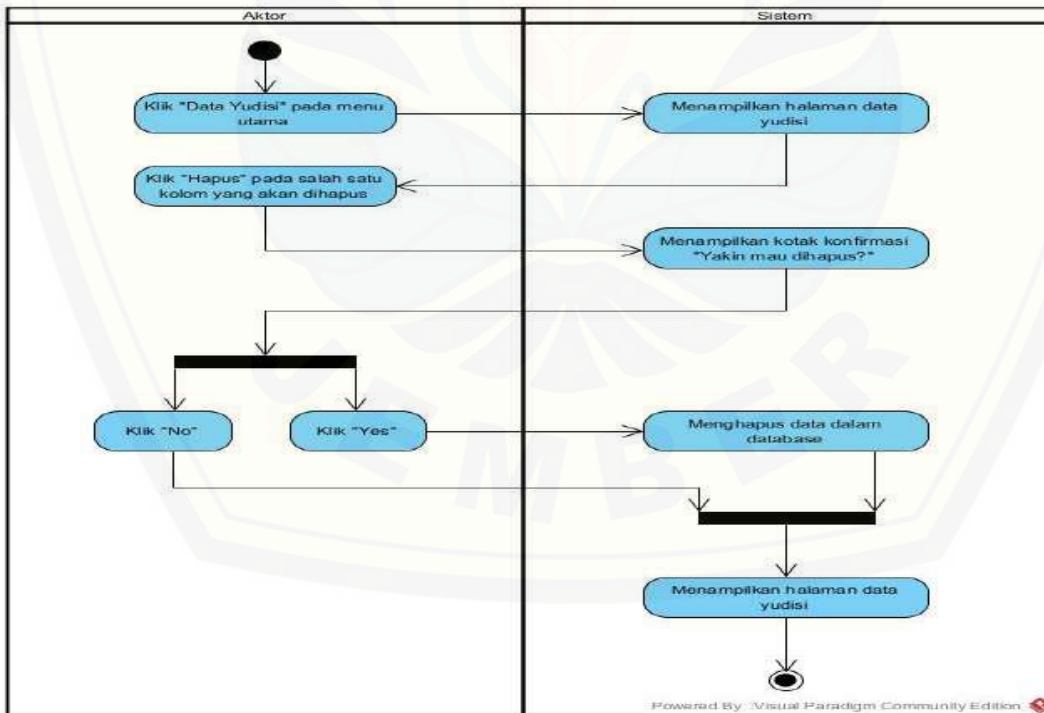 Aktor
Sistem
Klik "Data Yudisi" pada menu
utama
Menampilkan halaman data
yudisi
Klik "Hapus" pada salah satu
kolom yang akan dihapus
Menampilkan kotak konfirmasi
"Yakin mau dihapus?"
Klik "No"
Klik "Yes"
Menghapus data dalam
database
JEMBER
Menampilkan halaman data
yudisi
Powered By Visual Paradigm Community Edition